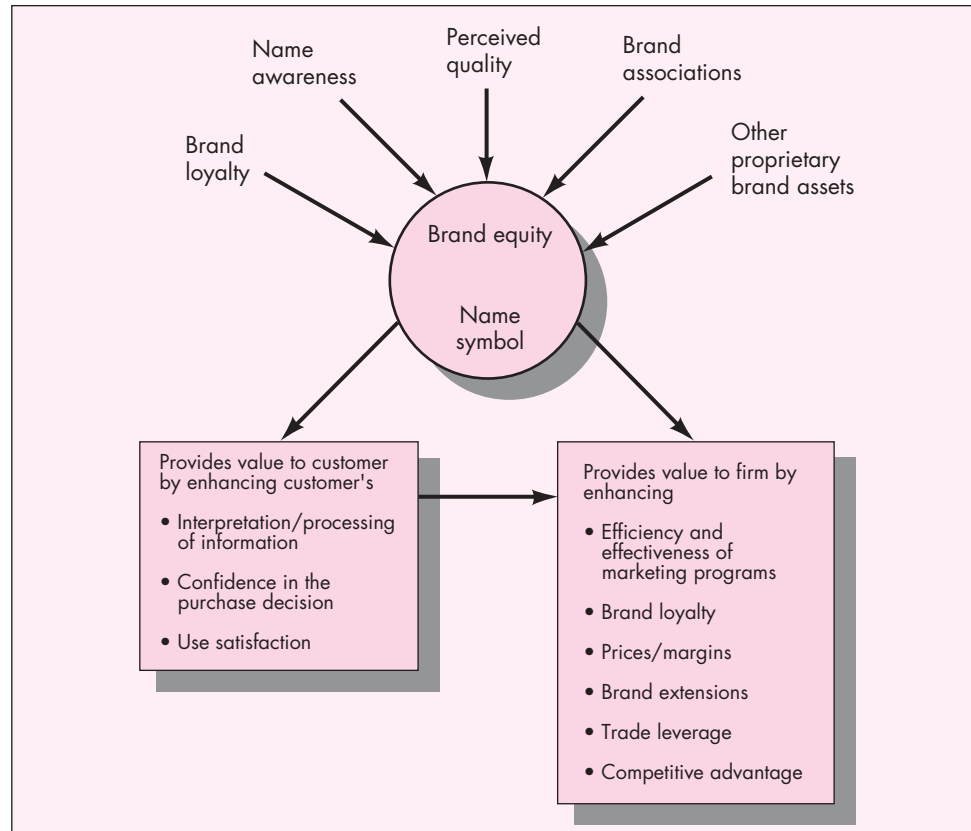 Name
awareness
Perceived
quality
Brand
associations
Brand
loyalty
Other
proprietary
brand assets
Brand equity
Name
symbol
Provides value to customer
by enhancing customer's
• Interpretation/processing
of information
• Confidence in the
purchase decision
• Use satisfaction
Provides value to firm by
enhancing
• Efficiency and
effectiveness of
marketing programs
• Brand loyalty
• Prices/margins
• Brand extensions
• Trade leverage
• Competitive advantage